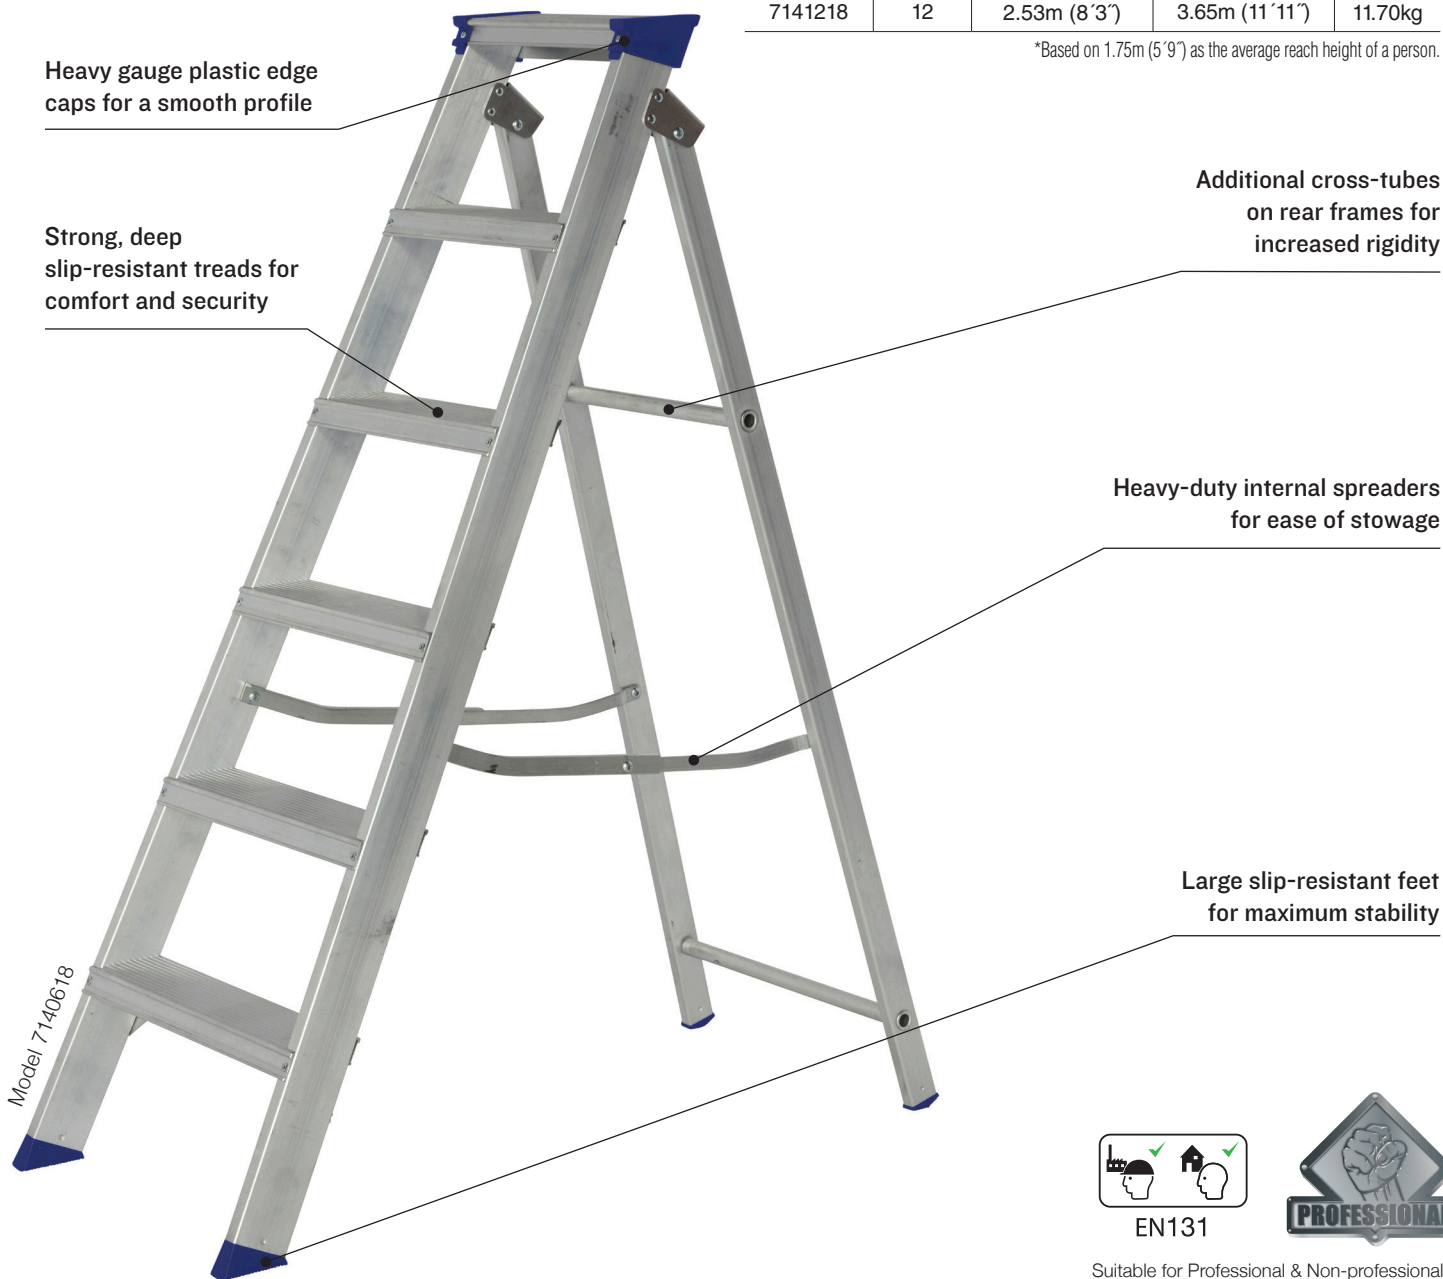 7141218 12 2.53m (8´3˝) 3.65m (11´11˝) 11.70kg
*Based on 1.75m (5´9˝) as the average reach height of a person.
Heavy gauge plastic edge
caps for a smooth profile
Additional cross-tubes
on rear frames for
increased rigidity
Strong, deep
slip-resistant treads for
comfort and security
Heavy-duty internal spreaders
for ease of stowage
Large slip-resistant feet
for maximum stability
Model 7140618
EN131
PROFESSIONAL
Suitable for Professional & Non-professional